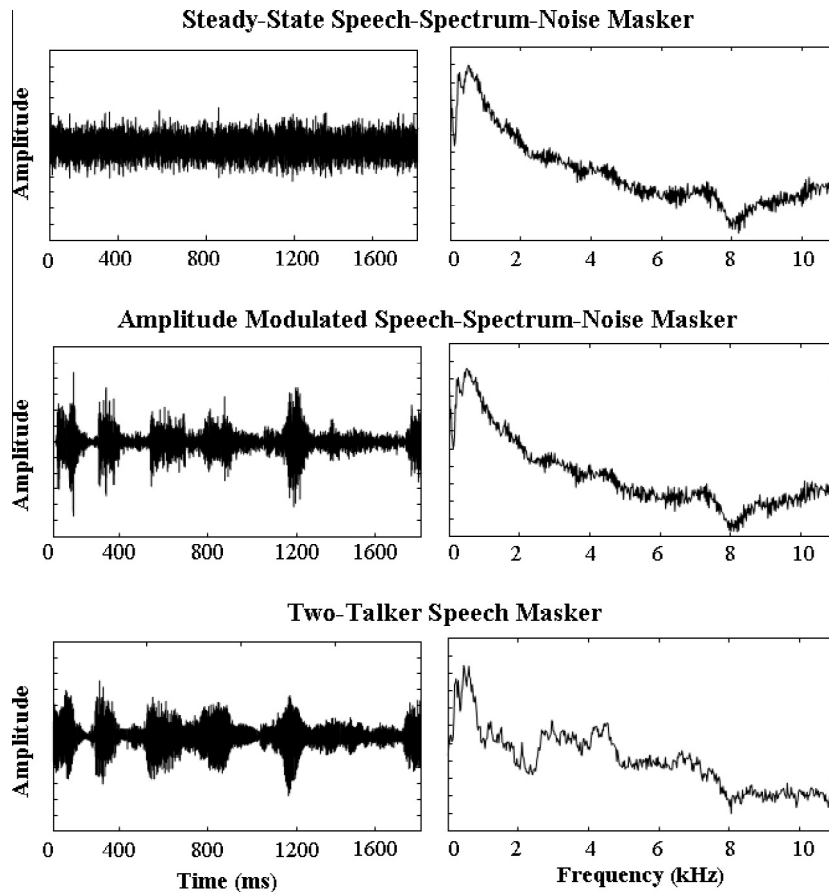 Steady-State Speech-Spectrum-Noise Masker
Amplitude
0 400 800 1200 1600
0 2 4 6 8 10
Amplitude Modulated Speech-Spectrum-Noise Masker
Amplitude
0 400 800 1200 1600
0 2 4 6 8 10
Two-Talker Speech Masker
Amplitude
0 400 800 1200 1600
0 2 4 6 8 10
Time (ms)
Frequency (kHz)